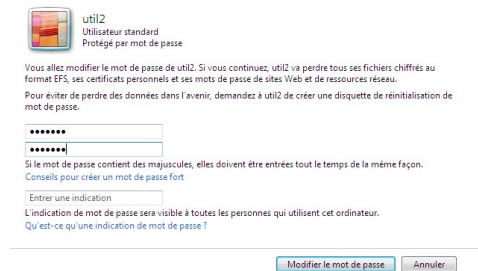 util2
Utilisateur standard
Protégé par mot de passe
Vous allez modifier le mot de passe de util2. Si vous continuez, util2 va perdre tous ses fichiers chiffrés au
format EFS, ses certificats personnels et ses mots de passe de sites Web et de ressources réseau.
Pour éviter de perdre des données dans l'avenir, demandez à util2 de créer une disquette de réinitialisation de
mot de passe.
•••••••
•••••••
Si le mot de passe contient des majuscules, elles doivent être entrées tout le temps de la même façon.
Conseils pour créer un mot de passe fort
Entrer une indication
L'indication de mot de passe sera visible à toutes les personnes qui utilisent cet ordinateur.
Qu'est-ce qu'une indication de mot de passe ?
Modifier le mot de passe Annuler